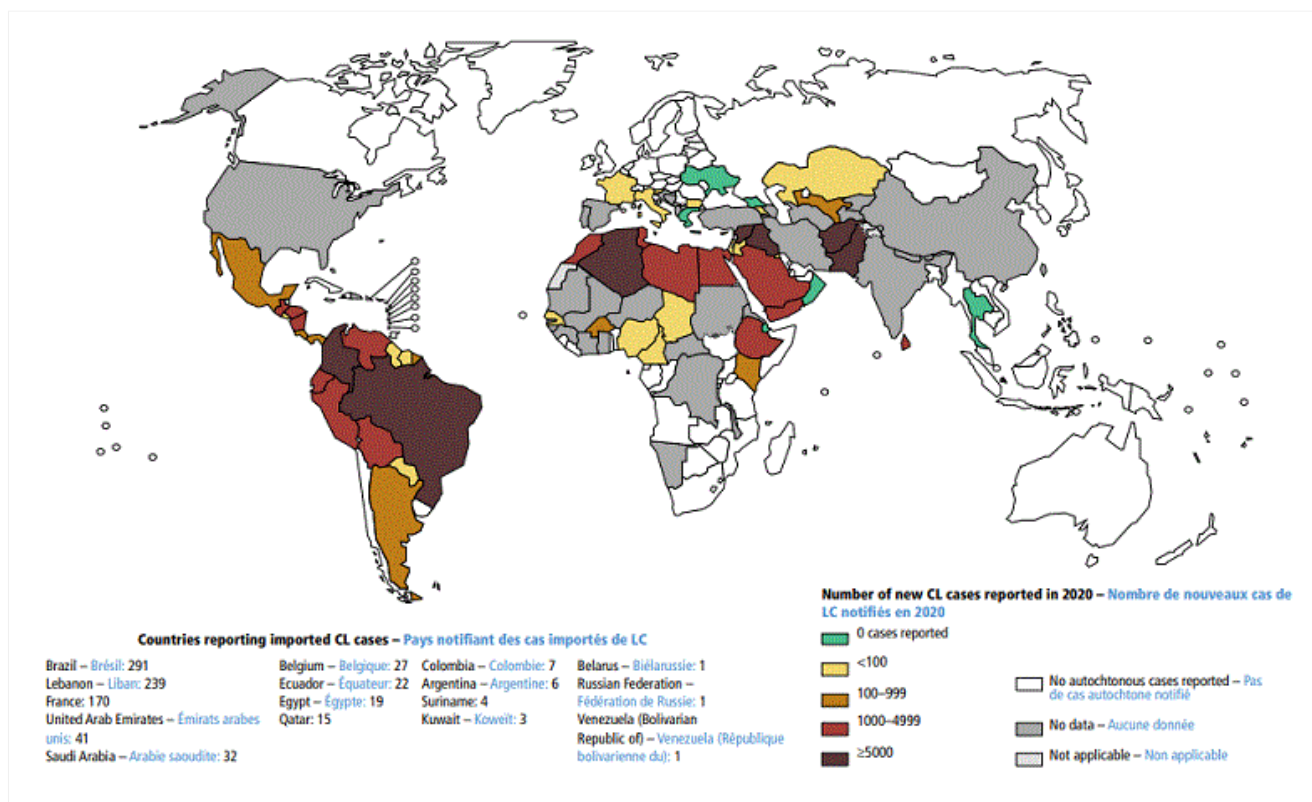 Countries reporting imported CL cases – Pays notifiant des cas importés de LC
Brazil – Brésil: 291
Lebanon – Liban: 239
France: 170
United Arab Emirates – Émirats arabes
unis: 41
Saudi Arabia – Arabie saoudite: 32
Belgium – Belgique: 27
Ecuador – Équateur: 22
Egypt – Égypte: 19
Qatar: 15
Colombia – Colombie: 7
Argentina – Argentine: 6
Suriname: 4
Kuwait – Koweït: 3
Belarus – Biélarussie: 1
Russian Federation –
Fédération de Russie: 1
Venezuela (Bolivarian
Republic of) – Venezuela (République
bolivarienne du): 1
Number of new CL cases reported in 2020 – Nombre de nouveaux cas de
LC notifiés en 2020
0 cases reported
<100
100–999
1000–4999
≥5000
No autochtonous cases reported – Pas
de cas autochtone notifié
No data – Aucune donnée
Not applicable – Non applicable